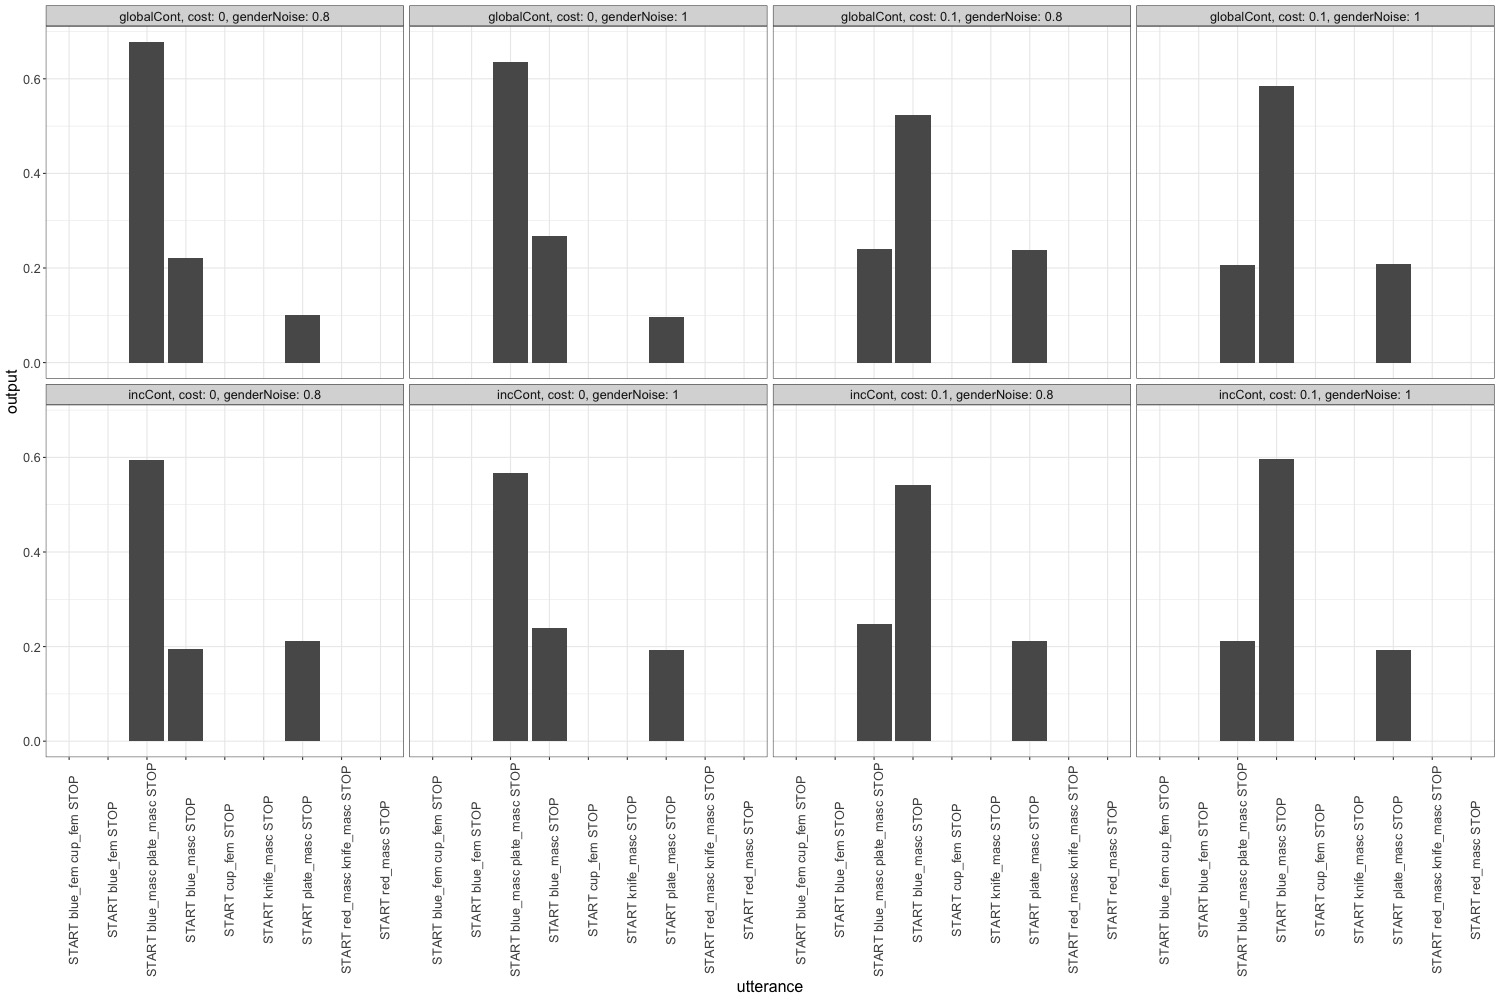 globalCont, cost: 0, genderNoise: 0.8
globalCont, cost: 0, genderNoise: 1
globalCont, cost: 0.1, genderNoise: 0.8
globalCont, cost: 0.1, genderNoise: 1
0.6
0.4
0.2
0.0
output
incCont, cost: 0, genderNoise: 0.8
incCont, cost: 0, genderNoise: 1
incCont, cost: 0.1, genderNoise: 0.8
incCont, cost: 0.1, genderNoise: 1
0.6
0.4
0.2
0.0
START blue_fem cup_fem STOP
START blue_fem STOP
START blue_masc plate_masc STOP
START blue_masc STOP
START cup_fem STOP
START knife_masc STOP
START plate_masc STOP
START red_masc knife_masc STOP
START red_masc STOP
START blue_fem cup_fem STOP
START blue_fem STOP
START blue_masc plate_masc STOP
START blue_masc STOP
START cup_fem STOP
START knife_masc STOP
START plate_masc STOP
START red_masc knife_masc STOP
START red_masc STOP
START blue_fem cup_fem STOP
START blue_fem STOP
START blue_masc plate_masc STOP
START blue_masc STOP
START cup_fem STOP
START knife_masc STOP
START plate_masc STOP
START red_masc knife_masc STOP
START red_masc STOP
START blue_fem cup_fem STOP
START blue_fem STOP
START blue_masc plate_masc STOP
START blue_masc STOP
START cup_fem STOP
START knife_masc STOP
START plate_masc STOP
START red_masc knife_masc STOP
START red_masc STOP
utterance